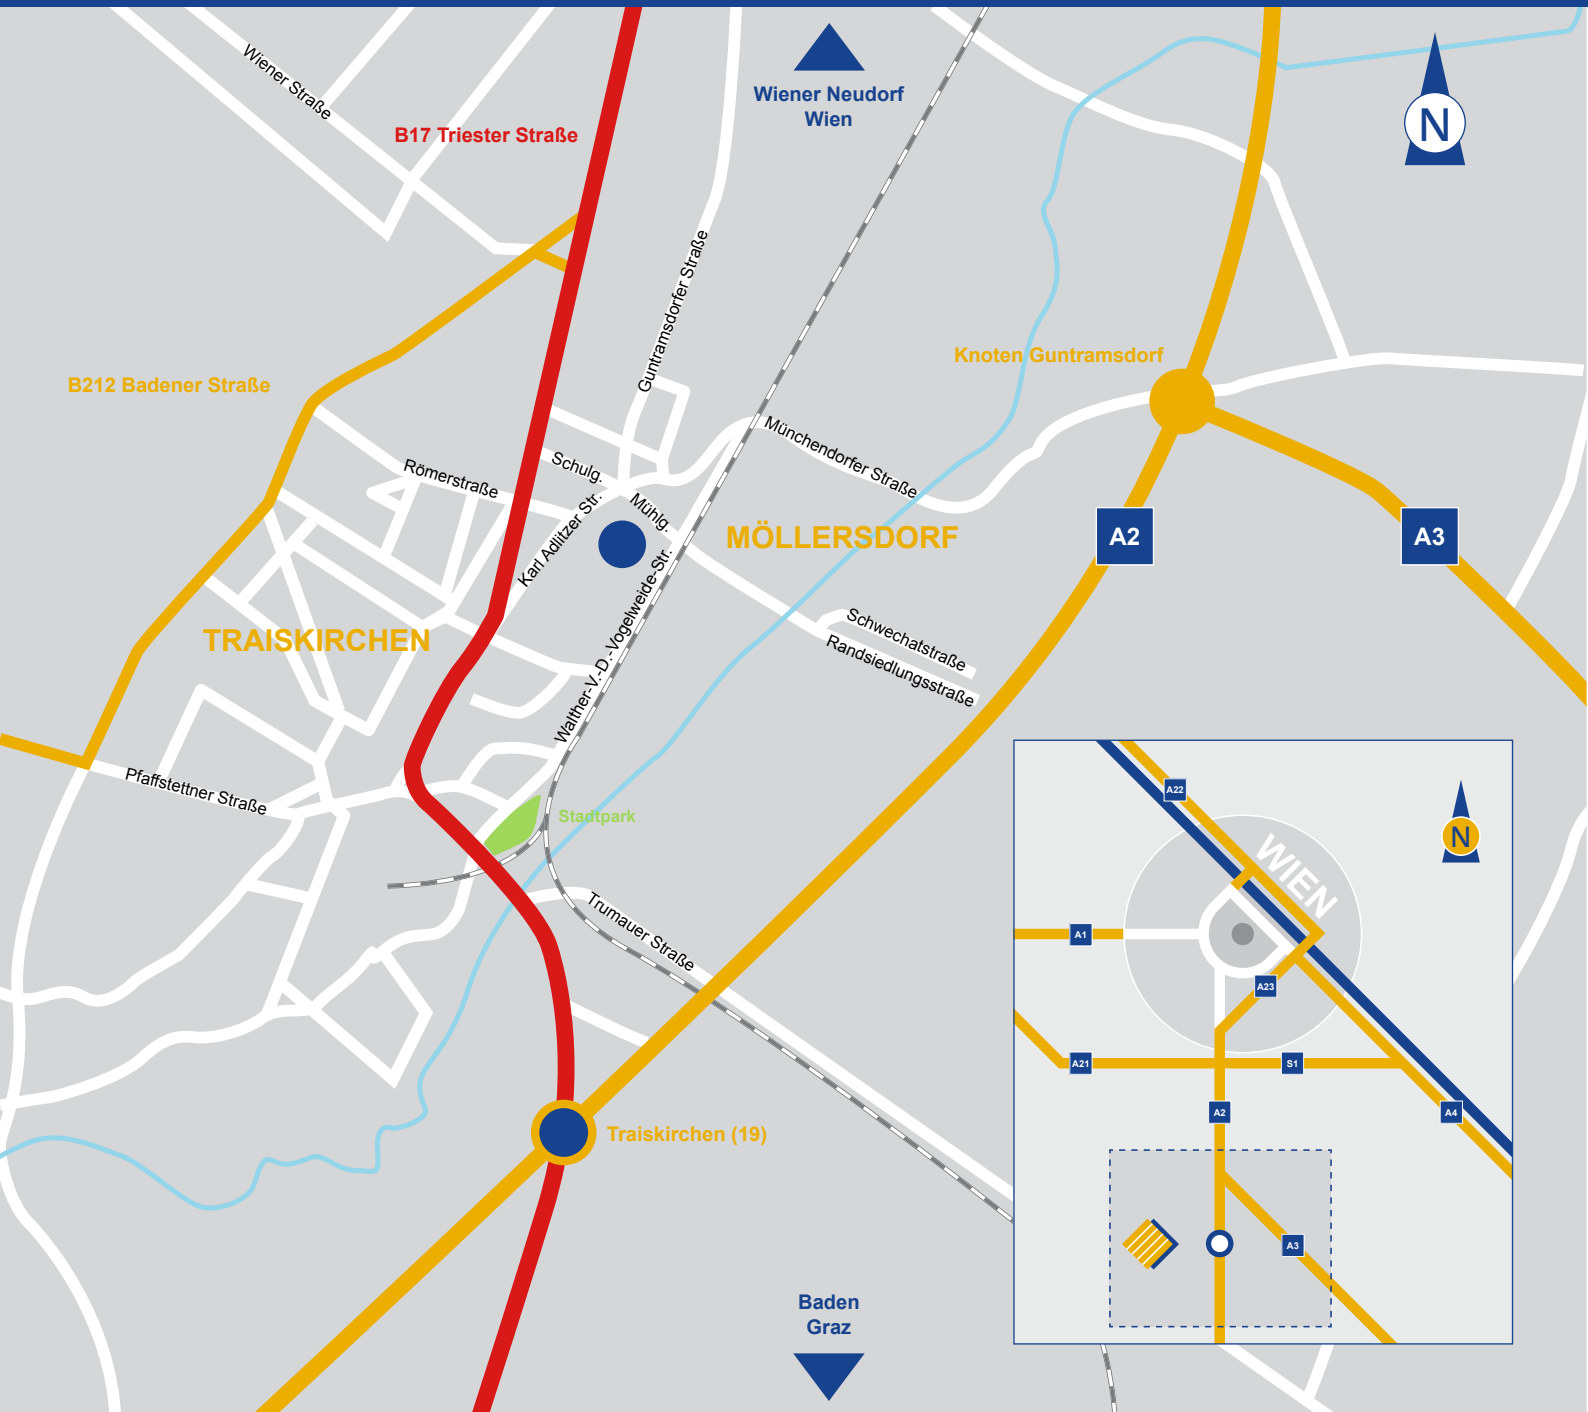 Wiener Straße
B17 Triester Straße
Wiener Neudorf
Wien
N
Guntramsdorfer Straße
Knoten Guntramsdorf
B212 Badener Straße
Münchendorfer Straße
Schulg.
Römerstraße
Mühlg.
Karl Adlitzer Str.
MÖLLERSDORF
A2
A3
Walther-V.-D.-Vogelweide-Str.
TRAISKIRCHEN
Schwechatstraße
Randsiedlungsstraße
Pfaffstettner Straße
Stadtpark
Trumauer Straße
Traiskirchen (19)
Baden
Graz
A22
N
WIEN
A1
A23
A21
S1
A2
A4
A3